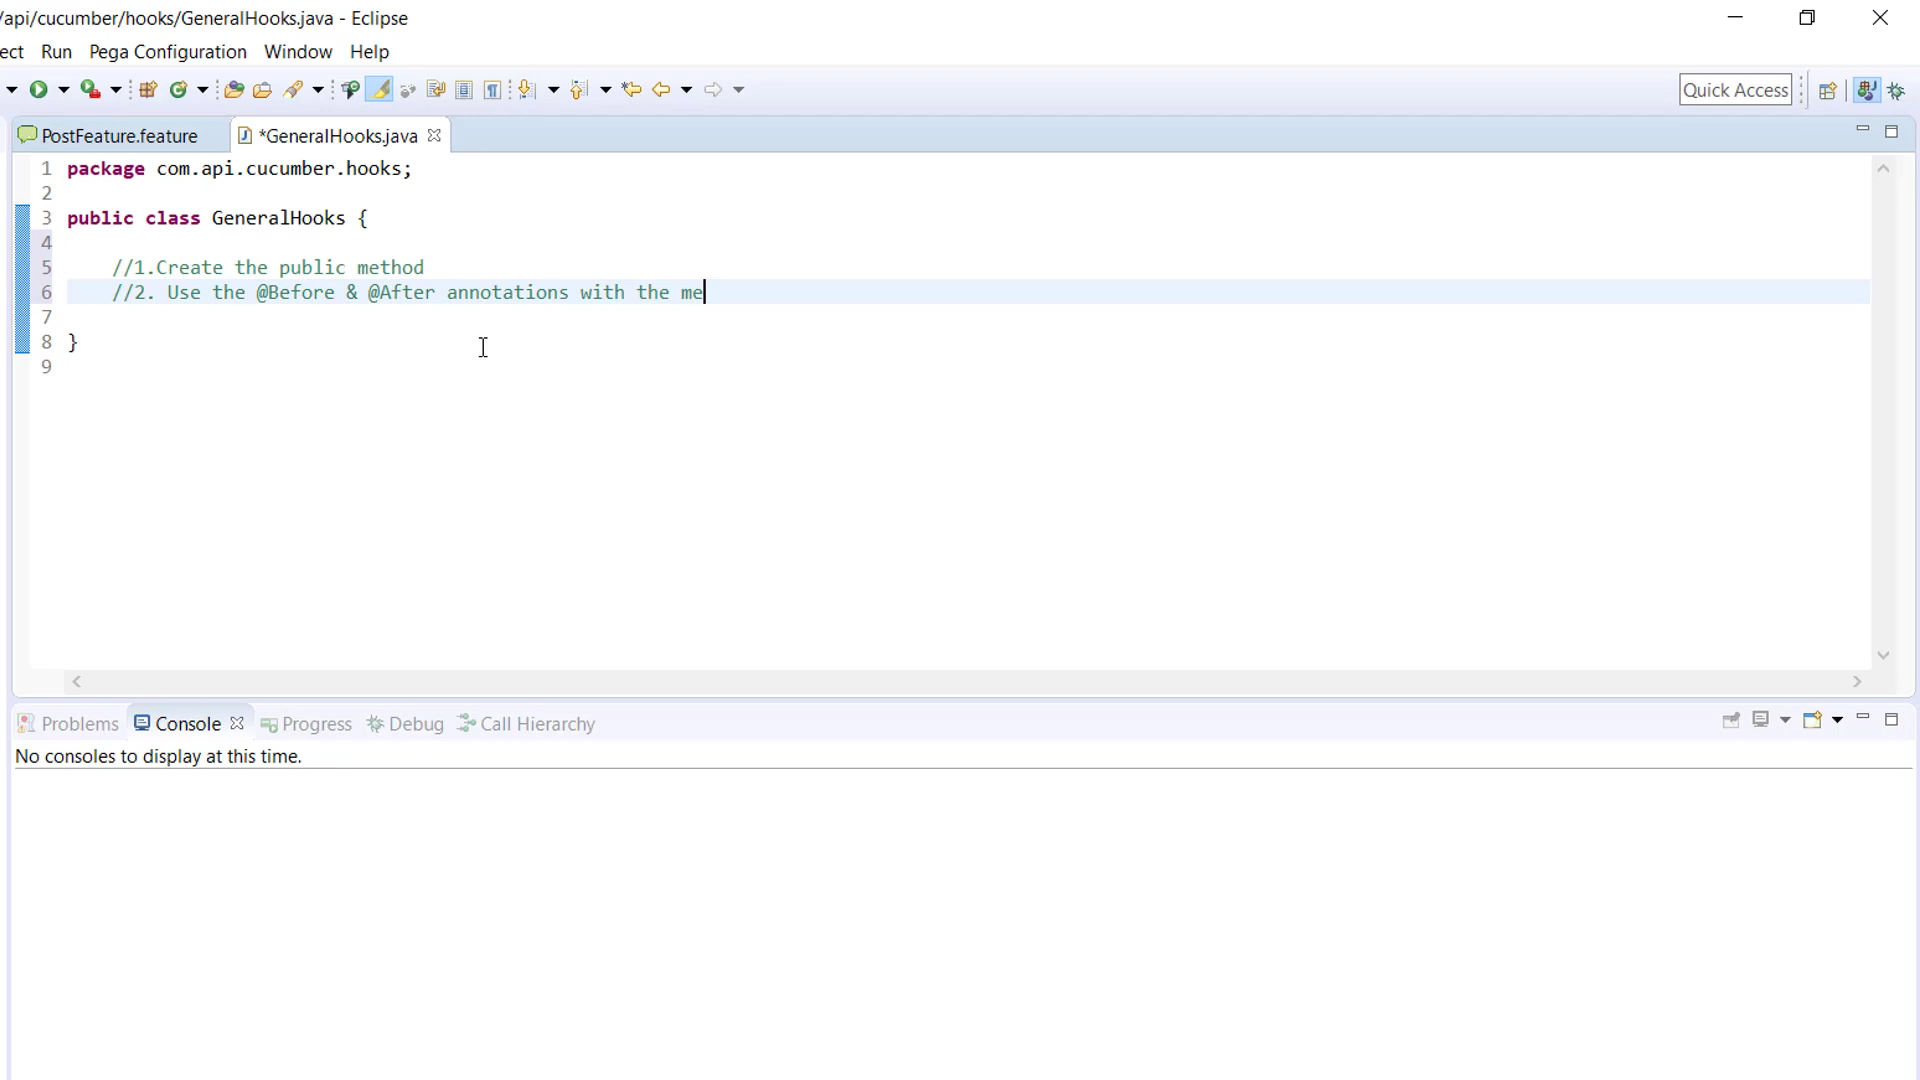 /api/cucumber/hooks/GeneralHooks.java - Eclipse
ect Run Pega Configuration Window Help
Quick Access
PostFeature.feature *GeneralHooks.java
1 package com.api.cucumber.hooks;
2
3 public class GeneralHooks {
4
5 //1.Create the public method
6 //2. Use the @Before & @After annotations with the me
7
8 }
9
Problems Console Progress Debug Call Hierarchy
No consoles to display at this time.